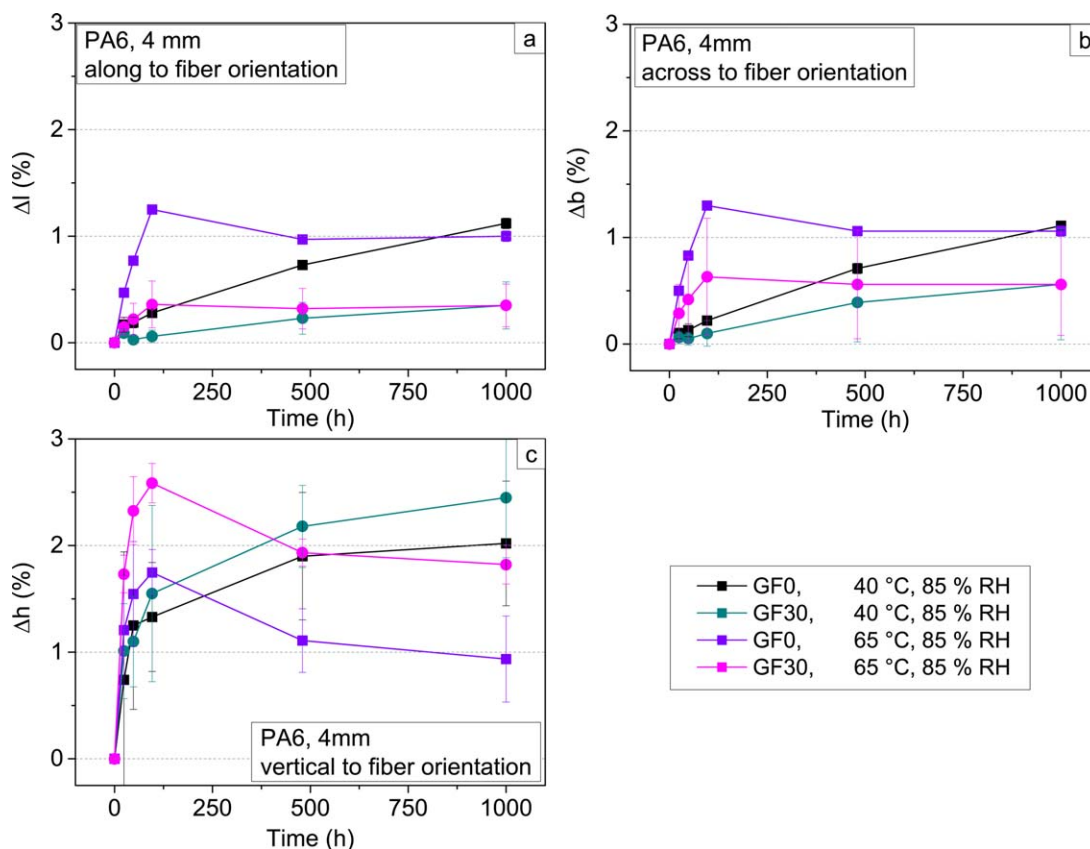 3
2
1
0
Δl (%)
PA6, 4 mm
along to fiber orientation
a
0 250 500 750 1000
Time (h)
3
2
1
0
Δb (%)
PA6, 4mm
across to fiber orientation
b
0 250 500 750 1000
Time (h)
3
2
1
0
Δh (%)
c
PA6, 4mm
vertical to fiber orientation
0 250 500 750 1000
Time (h)
GF0, 40 °C, 85 % RH
GF30, 40 °C, 85 % RH
GF0, 65 °C, 85 % RH
GF30, 65 °C, 85 % RH